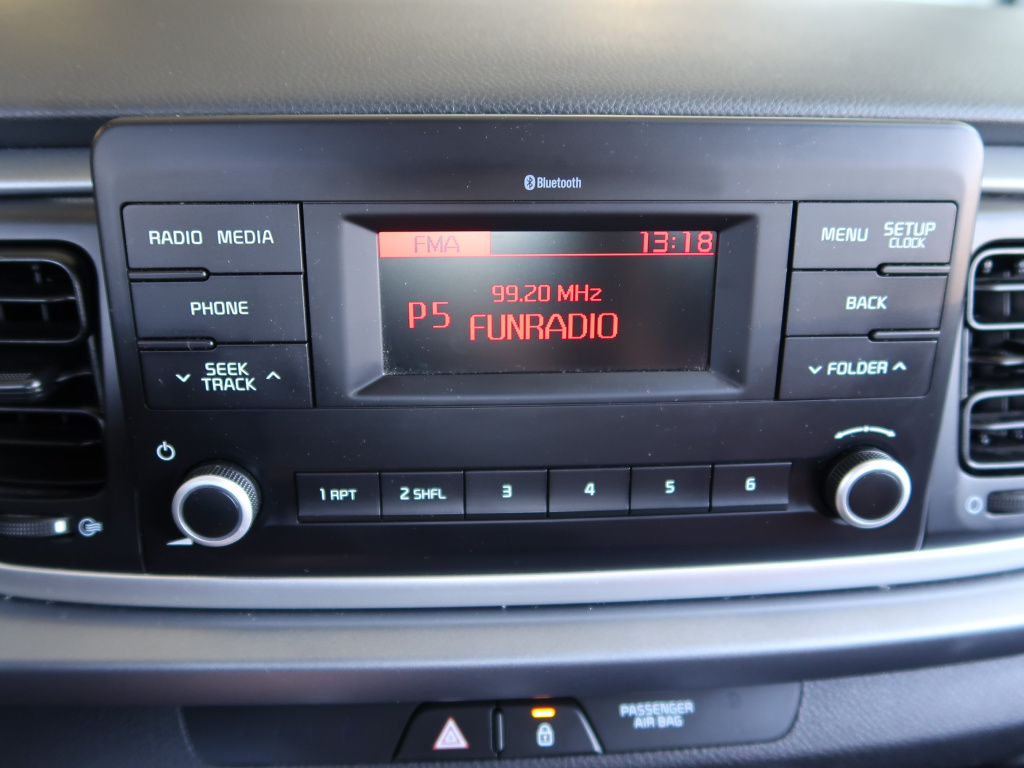 Bluetooth
RADIO MEDIA
PHONE
SEEK
TRACK
FMA 13:18
99.20 MHz
P5 FUNRADIO
MENU SETUP
CLOCK
BACK
FOLDER
1 RPT 2 SHFL 3 4 5 6
PASSENGER
AIR BAG